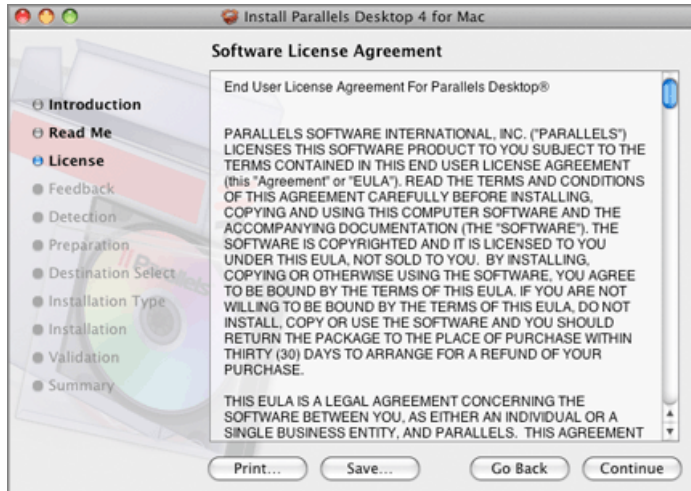 Install Parallels Desktop 4 for Mac
Software License Agreement
Introduction
Read Me
License
Feedback
Detection
Preparation
Destination Select
Installation Type
Installation
Validation
Summary
Parallels
End User License Agreement For Parallels Desktop®
PARALLELS SOFTWARE INTERNATIONAL, INC. ("PARALLELS")
LICENSES THIS SOFTWARE PRODUCT TO YOU SUBJECT TO THE
TERMS CONTAINED IN THIS END USER LICENSE AGREEMENT
(this "Agreement" or "EULA"). READ THE TERMS AND CONDITIONS
OF THIS AGREEMENT CAREFULLY BEFORE INSTALLING,
COPYING AND USING THIS COMPUTER SOFTWARE AND THE
ACCOMPANYING DOCUMENTATION (THE "SOFTWARE"). THE
SOFTWARE IS COPYRIGHTED AND IT IS LICENSED TO YOU
UNDER THIS EULA, NOT SOLD TO YOU. BY INSTALLING,
COPYING OR OTHERWISE USING THE SOFTWARE, YOU AGREE
TO BE BOUND BY THE TERMS OF THIS EULA. IF YOU ARE NOT
WILLING TO BE BOUND BY THE TERMS OF THIS EULA, DO NOT
INSTALL, COPY OR USE THE SOFTWARE AND YOU SHOULD
RETURN THE PACKAGE TO THE PLACE OF PURCHASE WITHIN
THIRTY (30) DAYS TO ARRANGE FOR A REFUND OF YOUR
PURCHASE.
THIS EULA IS A LEGAL AGREEMENT CONCERNING THE
SOFTWARE BETWEEN YOU, AS EITHER AN INDIVIDUAL OR A
SINGLE BUSINESS ENTITY, AND PARALLELS. THIS AGREEMENT
Print... Save... Go Back Continue